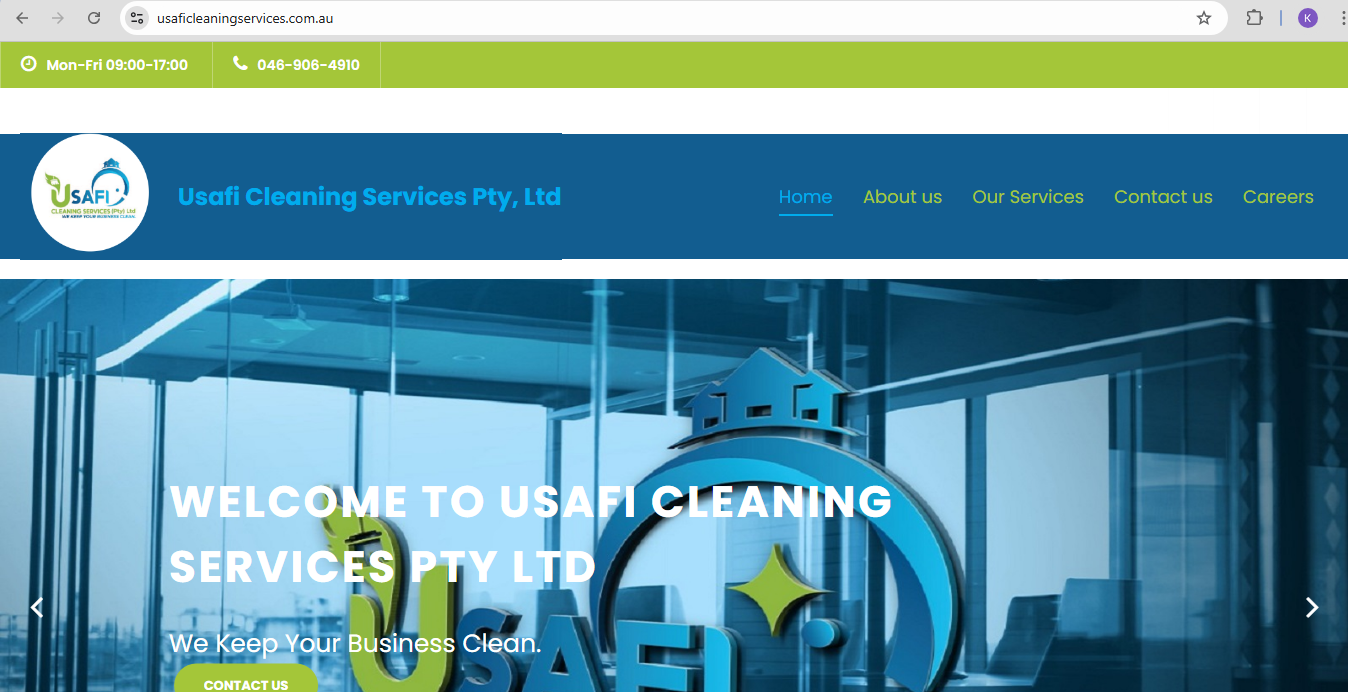 usaficleaningservices.com.au
K
Mon-Fri 09:00-17:00
046-906-4910
USAFI
CLEANING SERVICES (Pty) Ltd
WE KEEP YOUR BUSINESS CLEAN.
Usafi Cleaning Services Pty, Ltd
Home
About us
Our Services
Contact us
Careers
WELCOME TO USAFI CLEANING
SERVICES PTY LTD
USAFI
We Keep Your Business Clean.
CONTACT US